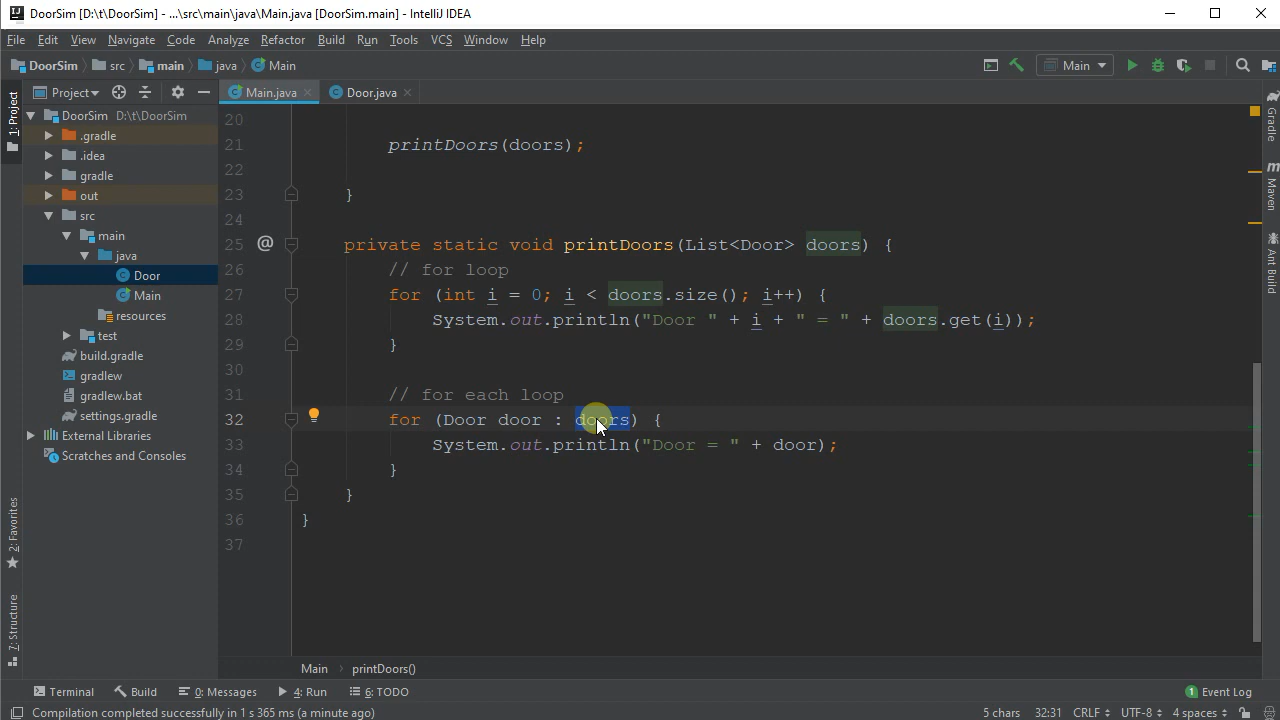 DoorSim [D:\t\DoorSim] - ...\src\main\java\Main.java [DoorSim.main] - IntelliJ IDEA
File Edit View Navigate Code Analyze Refactor Build Run Tools VCS Window Help
DoorSim src main java Main
Main
Project
Main.java Door.java
1: Project
DoorSim D:\t\DoorSim
.gradle
.idea
gradle
out
src
main
java
Door
Main
resources
test
build.gradle
gradlew
gradlew.bat
settings.gradle
External Libraries
Scratches and Consoles
2: Favorites
7: Structure
20
21 printDoors(doors);
22
23 }
24
25 @ private static void printDoors(List<Door> doors) {
26 // for loop
27 for (int i = 0; i < doors.size(); i++) {
28 System.out.println("Door " + i + " = " + doors.get(i));
29 }
30
31 // for each loop
32 for (Door door : doors) {
33 System.out.println("Door = " + door);
34 }
35 }
36 }
37
Gradle
m Maven
Ant Build
Main printDoors()
Terminal Build 0: Messages 4: Run 6: TODO 1 Event Log
Compilation completed successfully in 1 s 365 ms (a minute ago) 5 chars 32:31 CRLF UTF-8 4 spaces